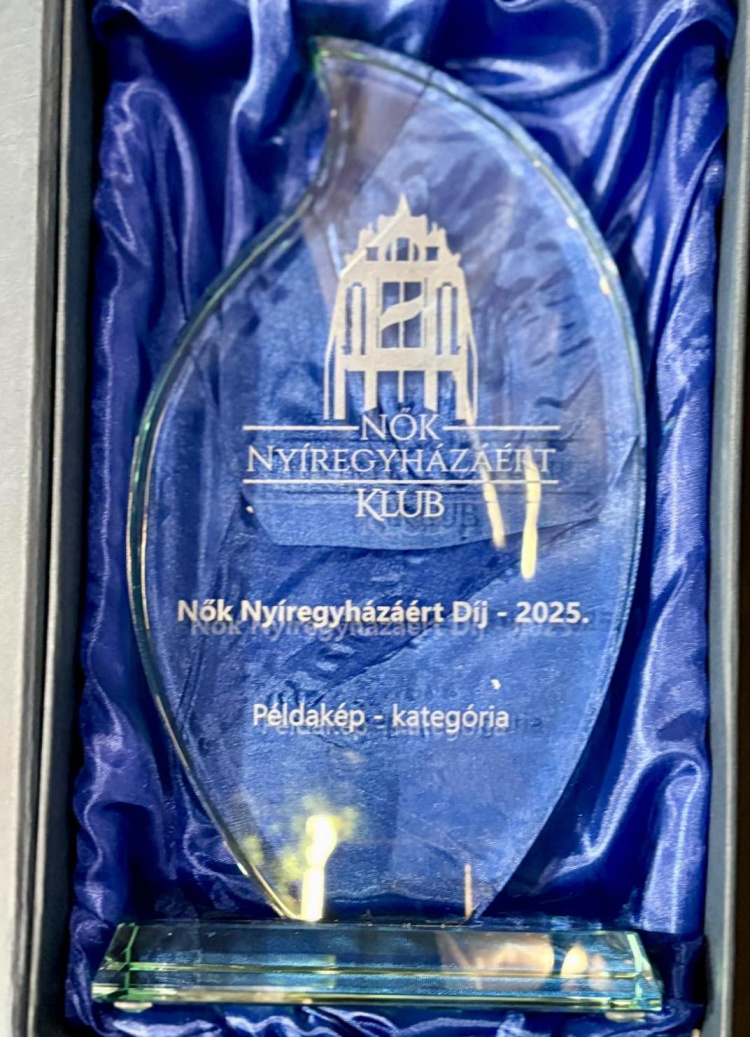 NŐK
NYÍREGYHÁZÁÉRT
KLUB
Nők Nyíregyházáért Díj - 2025.
Példakép - kategória